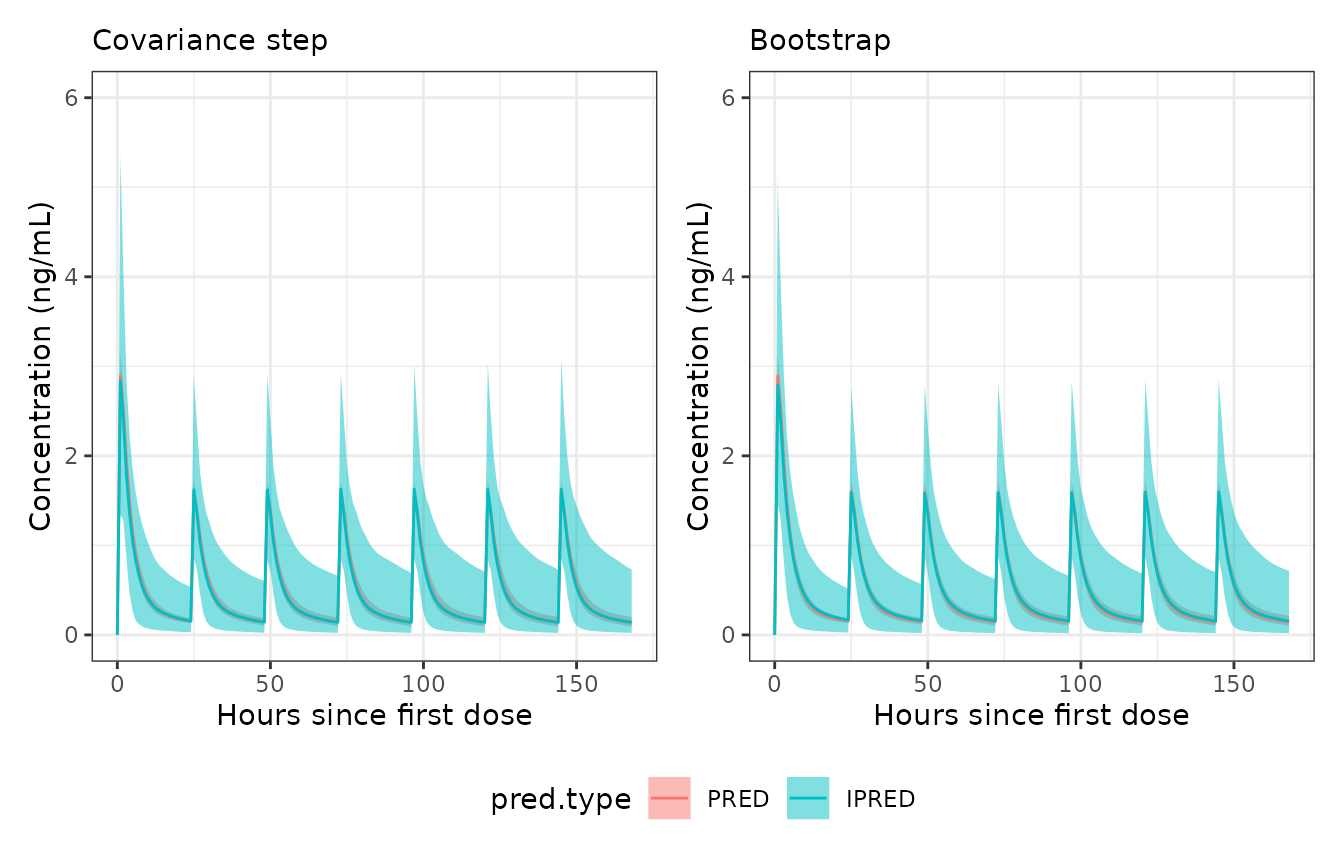 Covariance step
Concentration (ng/mL)
6
4
2
0
0 50 100 150
Hours since first dose
Bootstrap
Concentration (ng/mL)
6
4
2
0
0 50 100 150
Hours since first dose
pred.type PRED IPRED